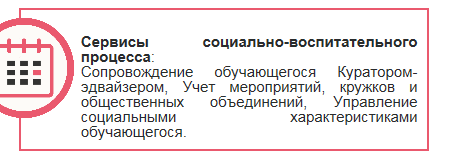 Сервисы социально-воспитательного
процесса:
Сопровождение обучающегося Куратором-
эдвайзером, Учет мероприятий, кружков и
общественных объединений, Управление
социальными характеристиками
обучающегося.